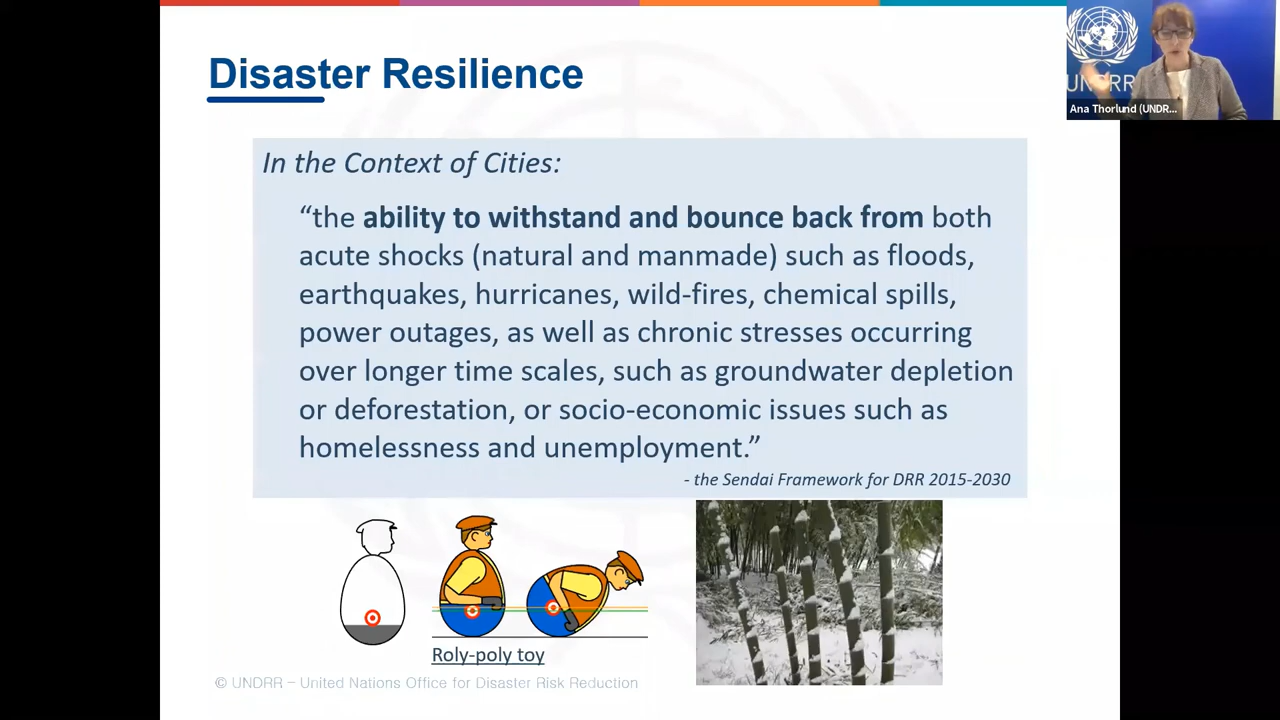 Disaster Resilience
In the Context of Cities:
“the ability to withstand and bounce back from both
acute shocks (natural and manmade) such as floods,
earthquakes, hurricanes, wild-fires, chemical spills,
power outages, as well as chronic stresses occurring
over longer time scales, such as groundwater depletion
or deforestation, or socio-economic issues such as
homelessness and unemployment.”
- the Sendai Framework for DRR 2015-2030
Roly-poly toy
© UNDRR – United Nations Office for Disaster Risk Reduction
UNDRR
Ana Thorlund (UNDR...